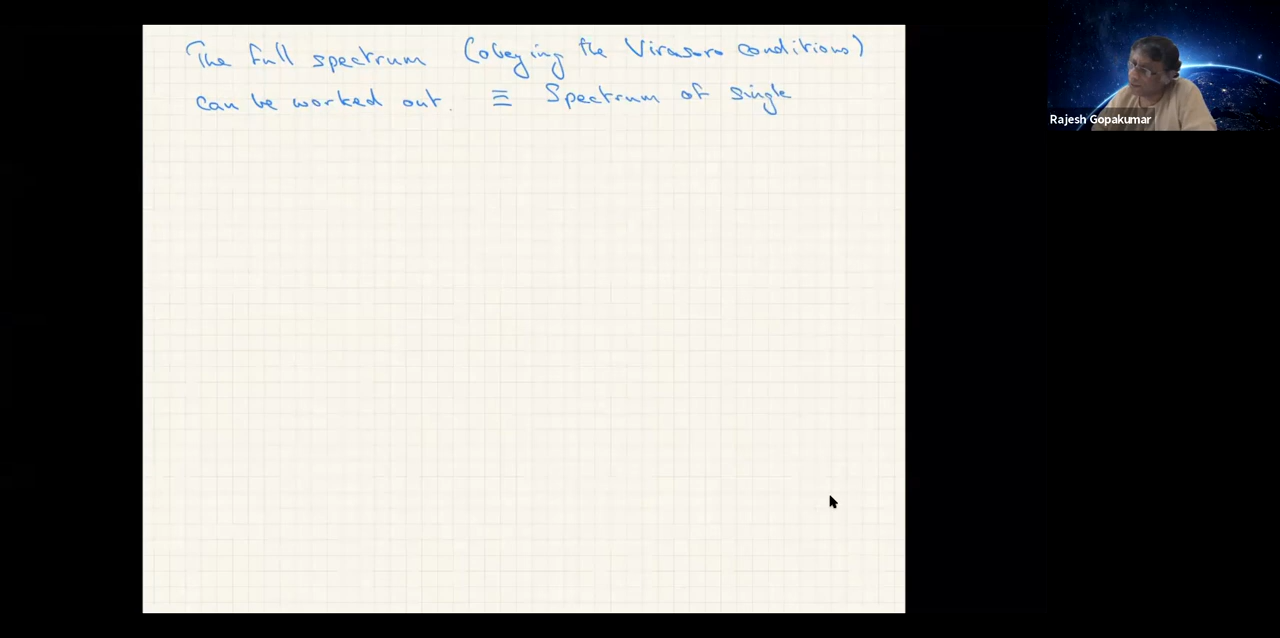 The full spectrum (obeying the Virasoro conditions)
can be worked out. ≡ Spectrum of single
Rajesh Gopakumar